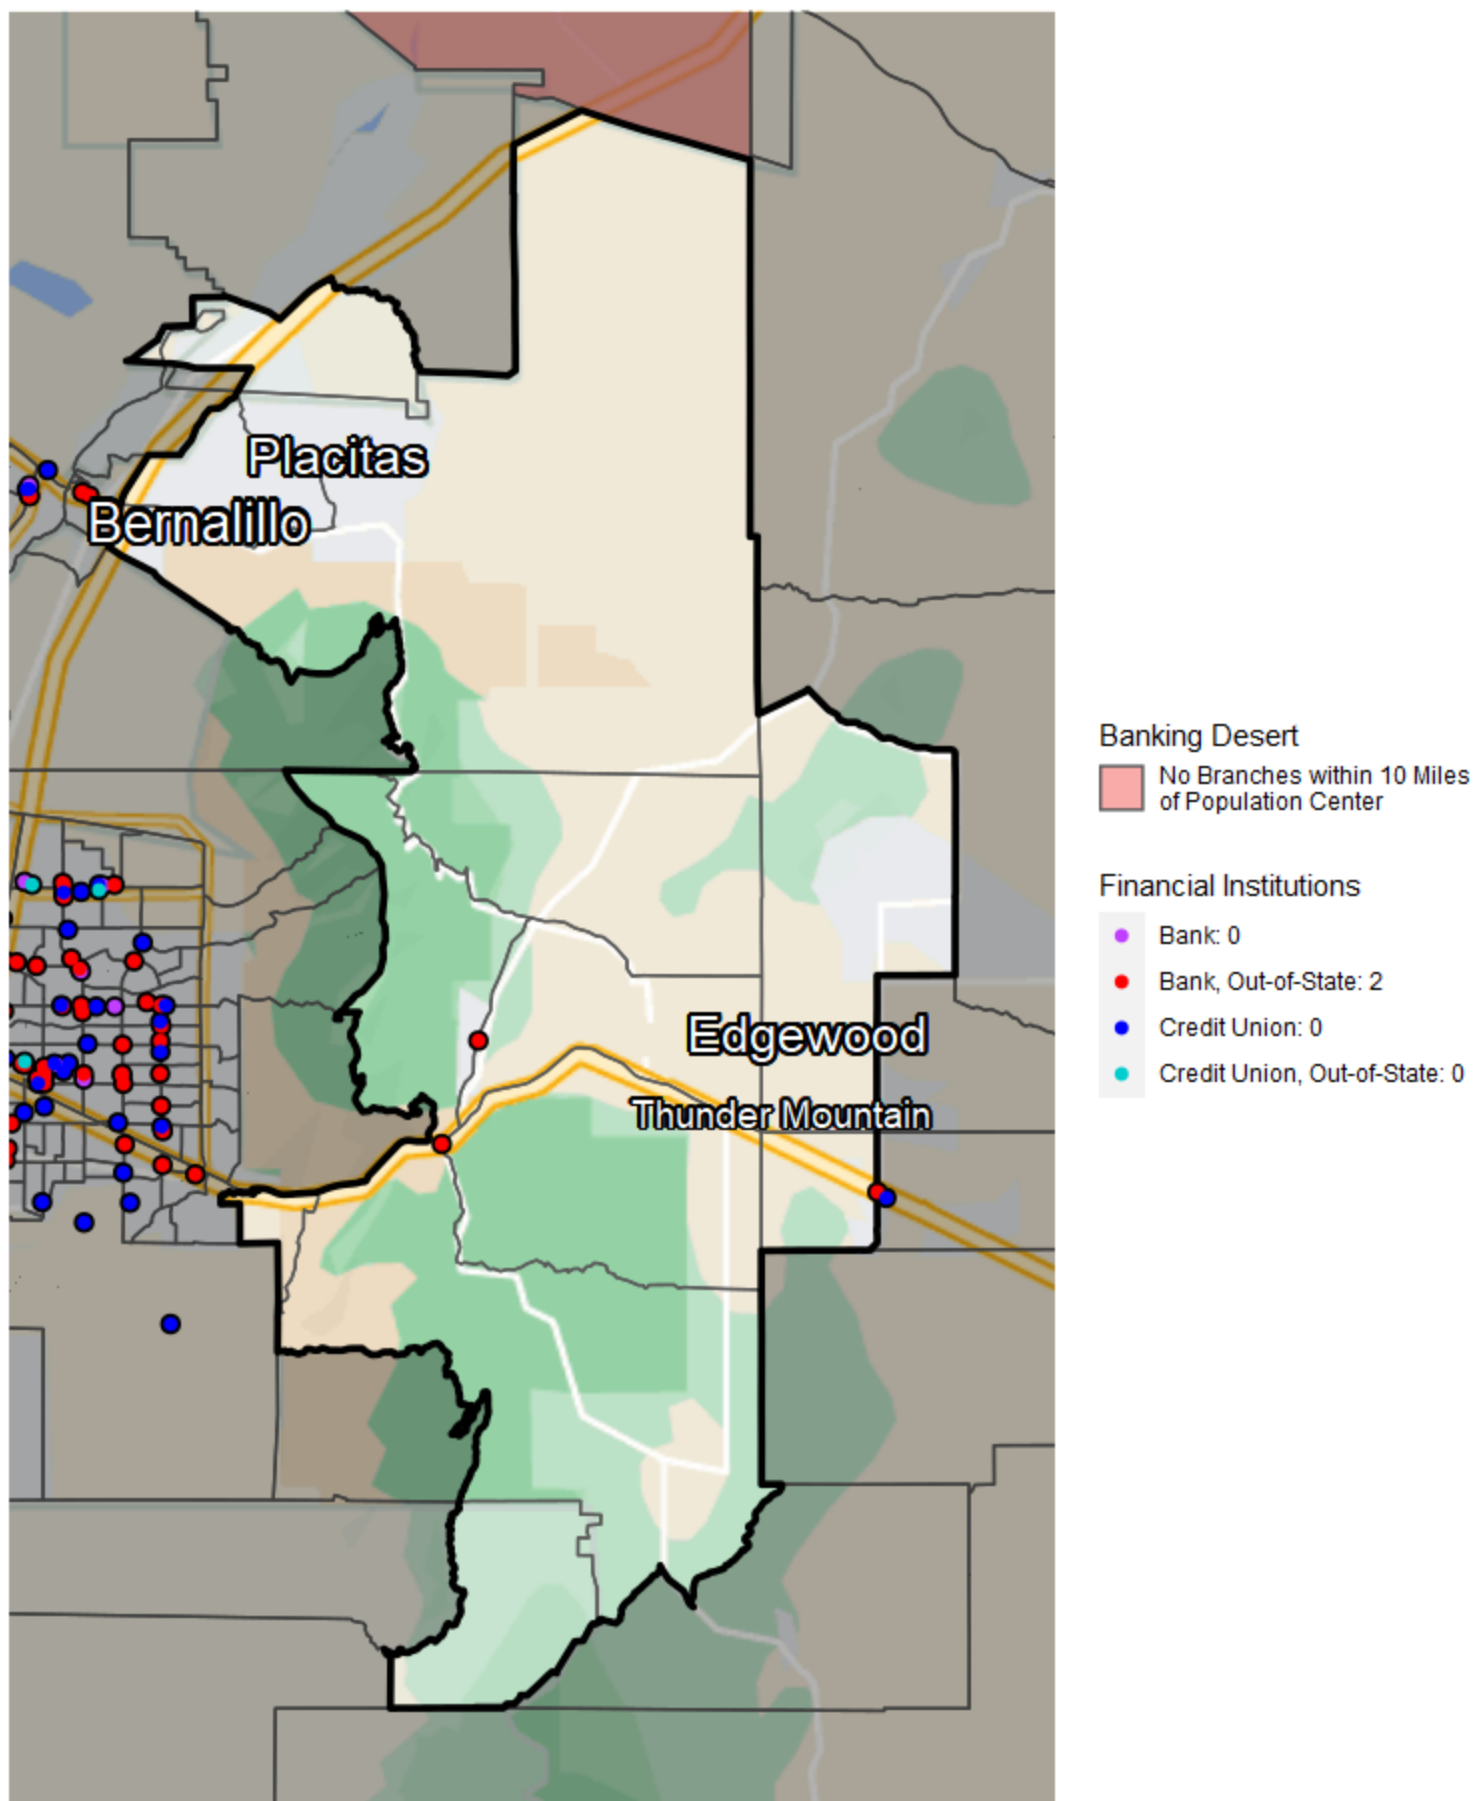 Placitas
Bernalillo
Edgewood
Thunder Mountain
Banking Desert
No Branches within 10 Miles
of Population Center
Financial Institutions
Bank: 0
Bank, Out-of-State: 2
Credit Union: 0
Credit Union, Out-of-State: 0